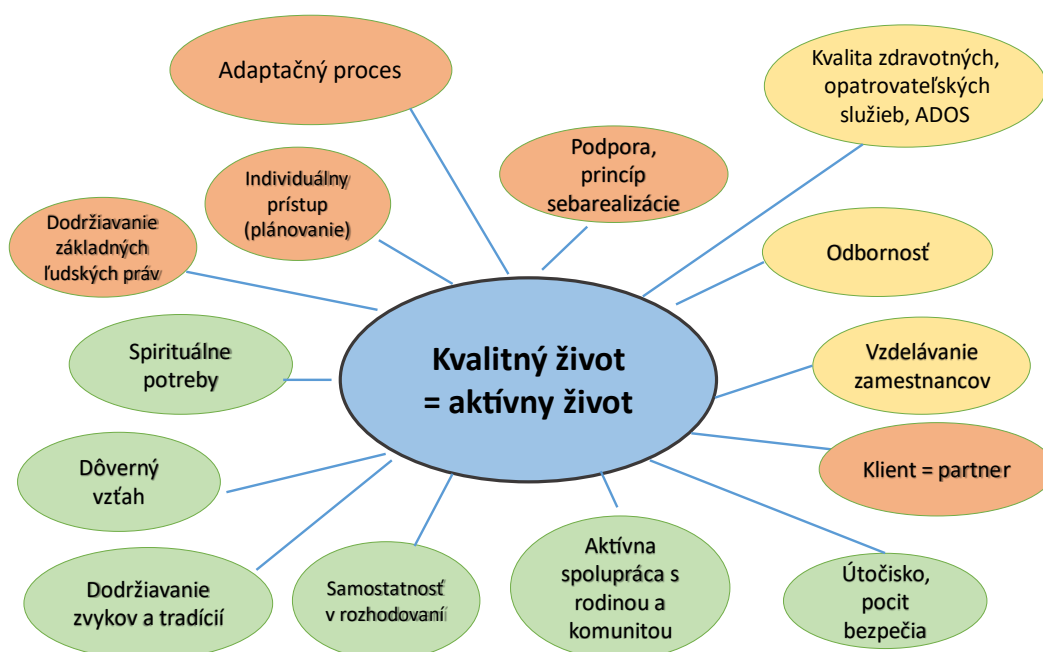 Adaptačný proces
Kvalita zdravotných,
opatrovateľských
služieb, ADOS
Podpora,
princíp
sebarealizácie
Individuálny
prístup
(plánovanie)
Dodržiavanie
základných
ľudských práv
Odbornosť
Spirituálne
potreby
Kvalitný život
= aktívny život
Vzdelávanie
zamestnancov
Dôverný
vzťah
Klient = partner
Dodržiavanie
zvykov a tradícií
Samostatnosť
v rozhodovaní
Aktívna
spolupráca s
rodinou a
komunitou
Útočisko,
pocit
bezpečia